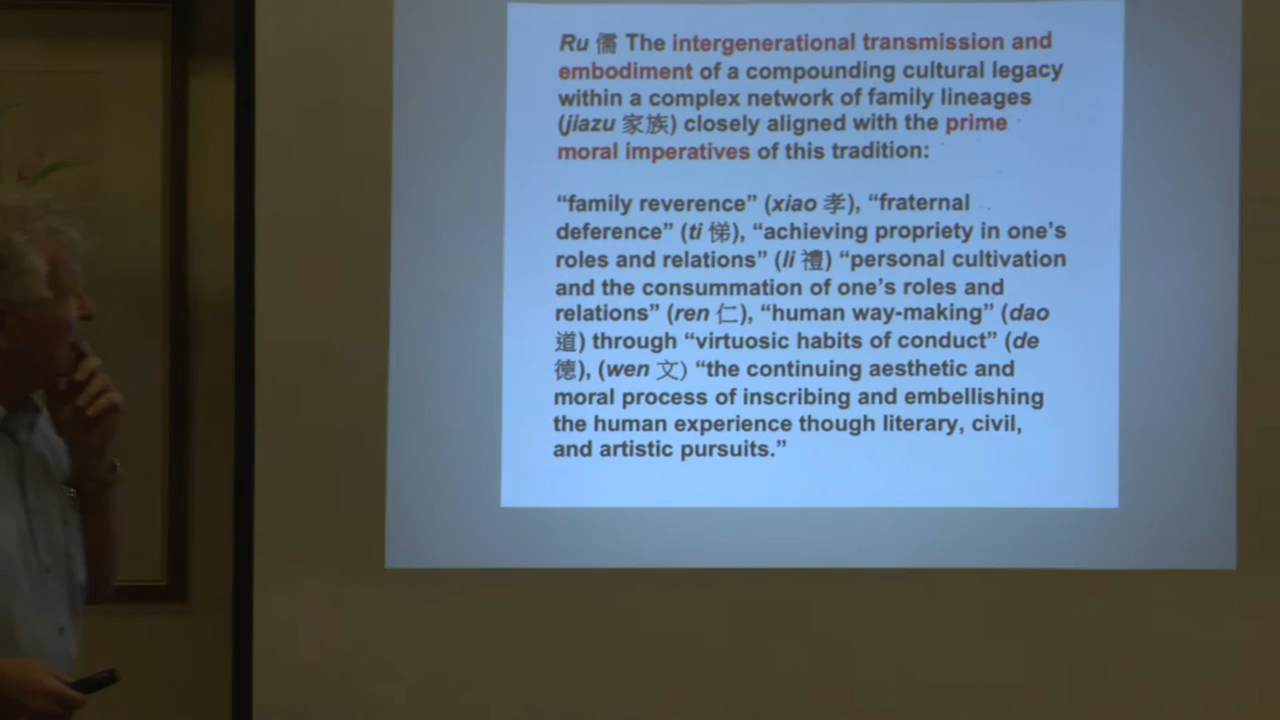 Ru 儒 The intergenerational transmission and
embodiment of a compounding cultural legacy
within a complex network of family lineages
(jiazu 家族) closely aligned with the prime
moral imperatives of this tradition:
“family reverence” (xiao 孝), “fraternal
deference” (ti 悌), “achieving propriety in one’s
roles and relations” (li 禮) “personal cultivation
and the consummation of one’s roles and
relations” (ren 仁), “human way-making” (dao
道) through “virtuosic habits of conduct” (de
德), (wen 文) “the continuing aesthetic and
moral process of inscribing and embellishing
the human experience though literary, civil,
and artistic pursuits.”